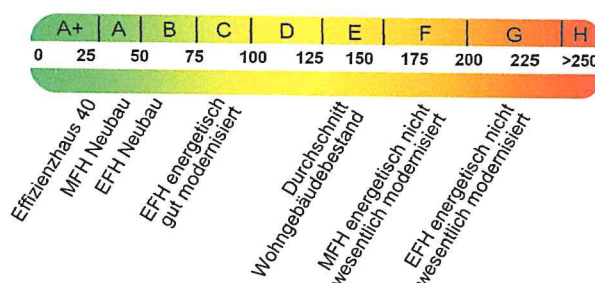 A+ A B C D E F G H
0 25 50 75 100 125 150 175 200 225 >250
Effizienzhaus 40
MFH Neubau
EFH Neubau
EFH energetisch
gut modernisiert
Durchschnitt
Wohngebäudebestand
MFH energetisch nicht
wesentlich modernisiert
EFH energetisch nicht
wesentlich modernisiert